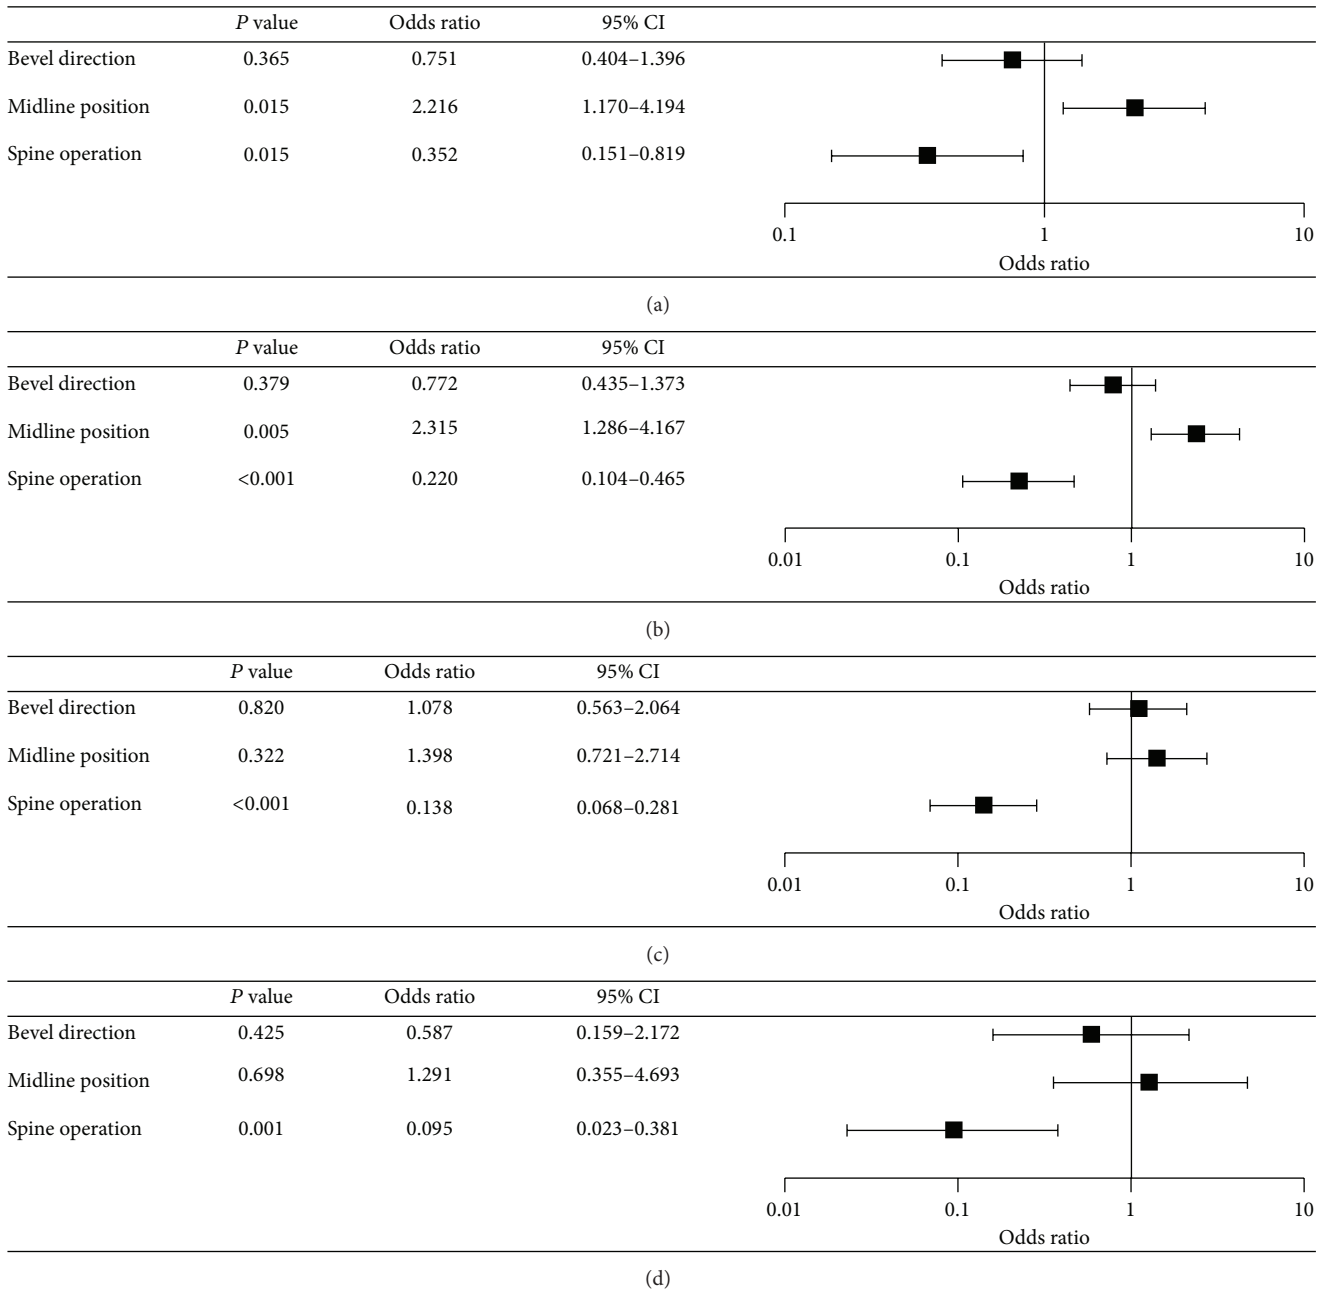 P value Odds ratio 95% CI
Bevel direction 0.365 0.751 0.404–1.396
Midline position 0.015 2.216 1.170–4.194
Spine operation 0.015 0.352 0.151–0.819
0.1 1 10
Odds ratio
(a)
P value Odds ratio 95% CI
Bevel direction 0.379 0.772 0.435–1.373
Midline position 0.005 2.315 1.286–4.167
Spine operation <0.001 0.220 0.104–0.465
0.01 0.1 1 10
Odds ratio
(b)
P value Odds ratio 95% CI
Bevel direction 0.820 1.078 0.563–2.064
Midline position 0.322 1.398 0.721–2.714
Spine operation <0.001 0.138 0.068–0.281
0.01 0.1 1 10
Odds ratio
(c)
P value Odds ratio 95% CI
Bevel direction 0.425 0.587 0.159–2.172
Midline position 0.698 1.291 0.355–4.693
Spine operation 0.001 0.095 0.023–0.381
0.01 0.1 1 10
Odds ratio
(d)